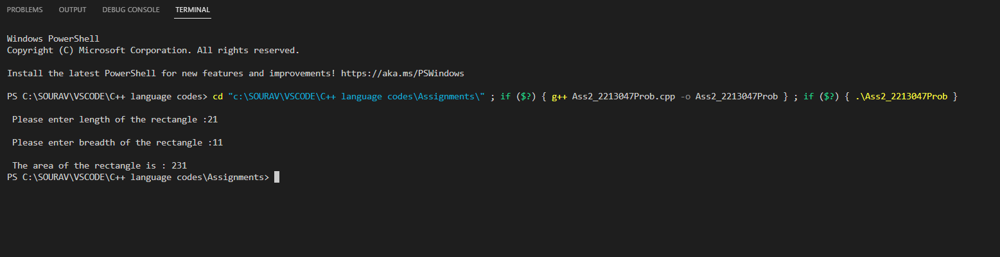 PROBLEMS OUTPUT DEBUG CONSOLE TERMINAL
Windows PowerShell
Copyright (C) Microsoft Corporation. All rights reserved.
Install the latest PowerShell for new features and improvements! https://aka.ms/PSWindows
PS C:\SOURAV\VSCODE\C++ language codes> cd "c:\SOURAV\VSCODE\C++ language codes\Assignments\" ; if ($?) { g++ Ass2_2213047Prob.cpp -o Ass2_2213047Prob } ; if ($?) { .\Ass2_2213047Prob }
Please enter length of the rectangle :21
Please enter breadth of the rectangle :11
The area of the rectangle is : 231
PS C:\SOURAV\VSCODE\C++ language codes\Assignments>